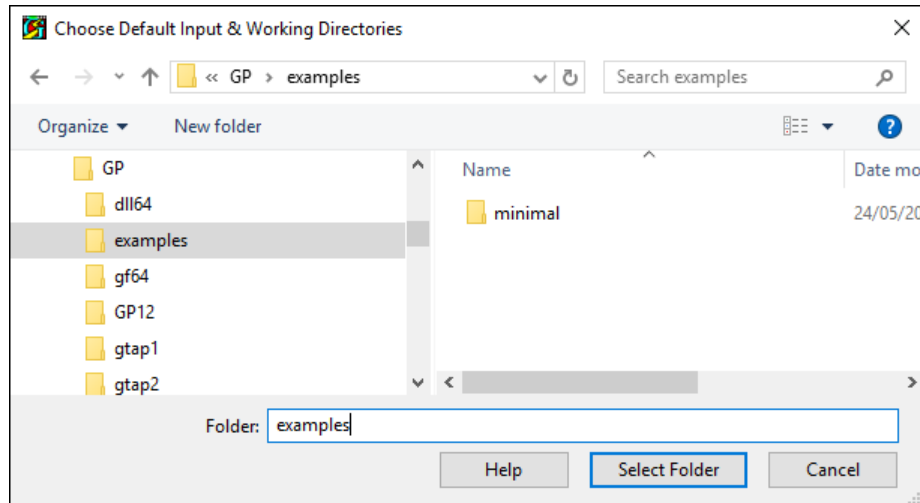 Choose Default Input & Working Directories
« GP > examples
Search examples
Organize
New folder
GP
dll64
examples
gf64
GP12
gtap1
gtap2
Name
Date mo
minimal
24/05/20
Folder:
examples
Help
Select Folder
Cancel